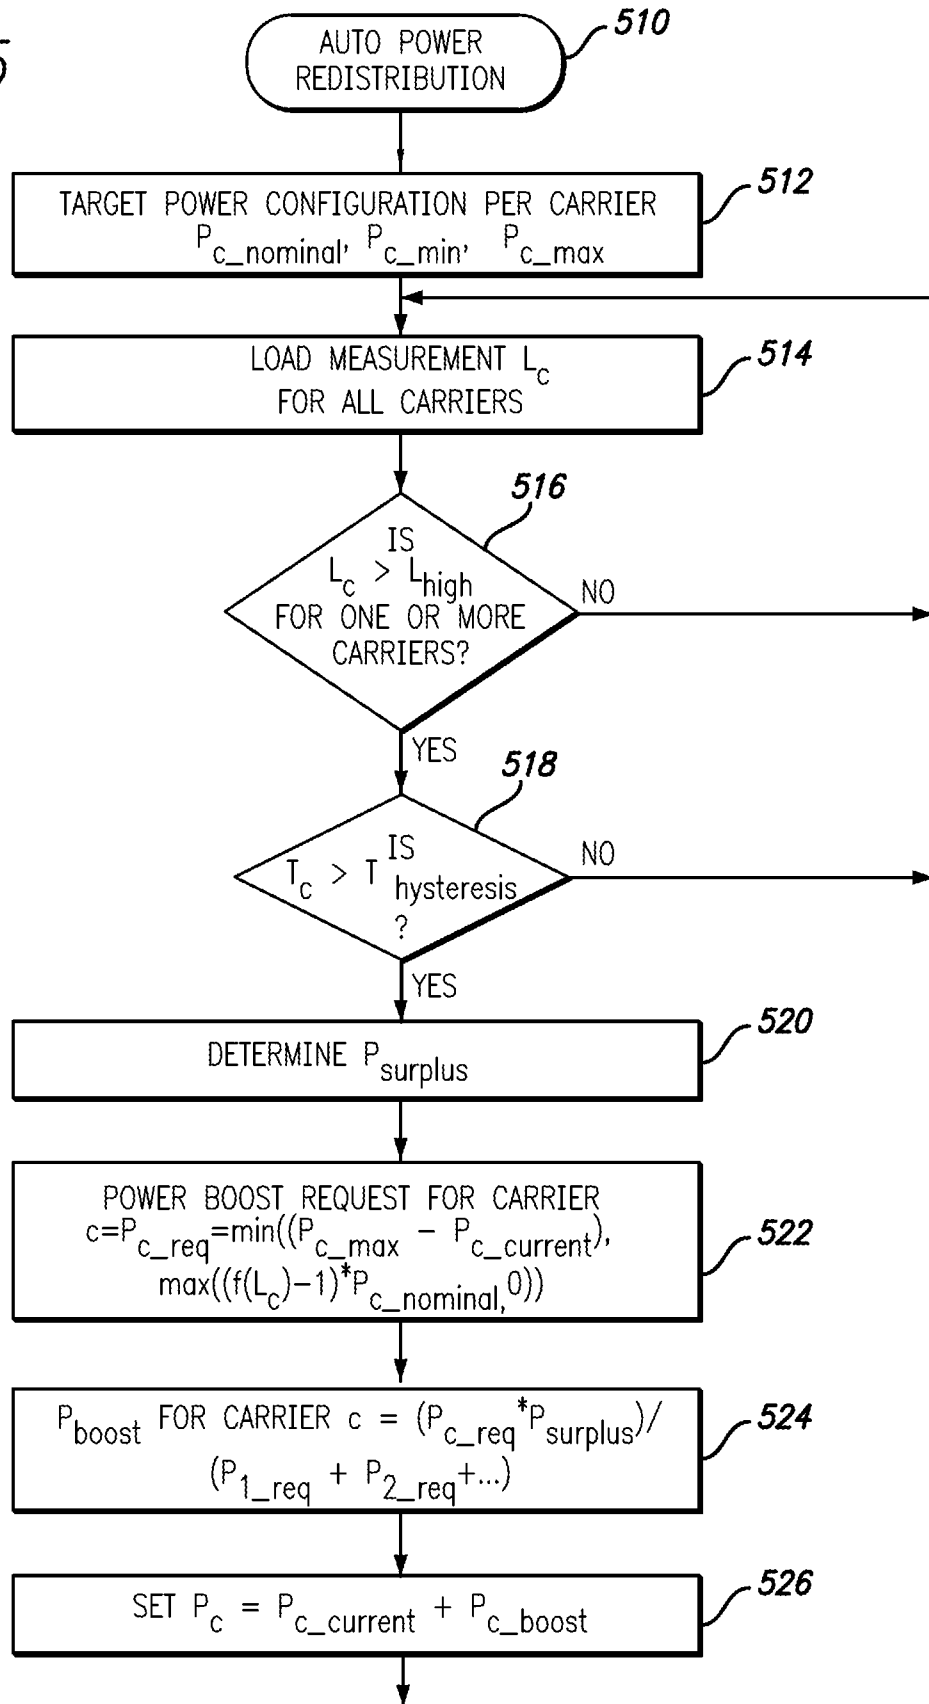 5
AUTO POWER
REDISTRIBUTION
510
TARGET POWER CONFIGURATION PER CARRIER
P_c_nominal, P_c_min, P_c_max
512
LOAD MEASUREMENT L_c
FOR ALL CARRIERS
514
516
IS
L_c > L_high
FOR ONE OR MORE
CARRIERS?
NO
YES
518
IS
T_c > T_hysteresis
?
NO
YES
DETERMINE P_surplus
520
POWER BOOST REQUEST FOR CARRIER
c=P_c_req=min((P_c_max - P_c_current),
max((f(L_c)-1)*P_c_nominal,0))
522
P_boost FOR CARRIER c = (P_c_req*P_surplus)/
(P_1_req + P_2_req+...)
524
SET P_c = P_c_current + P_c_boost
526